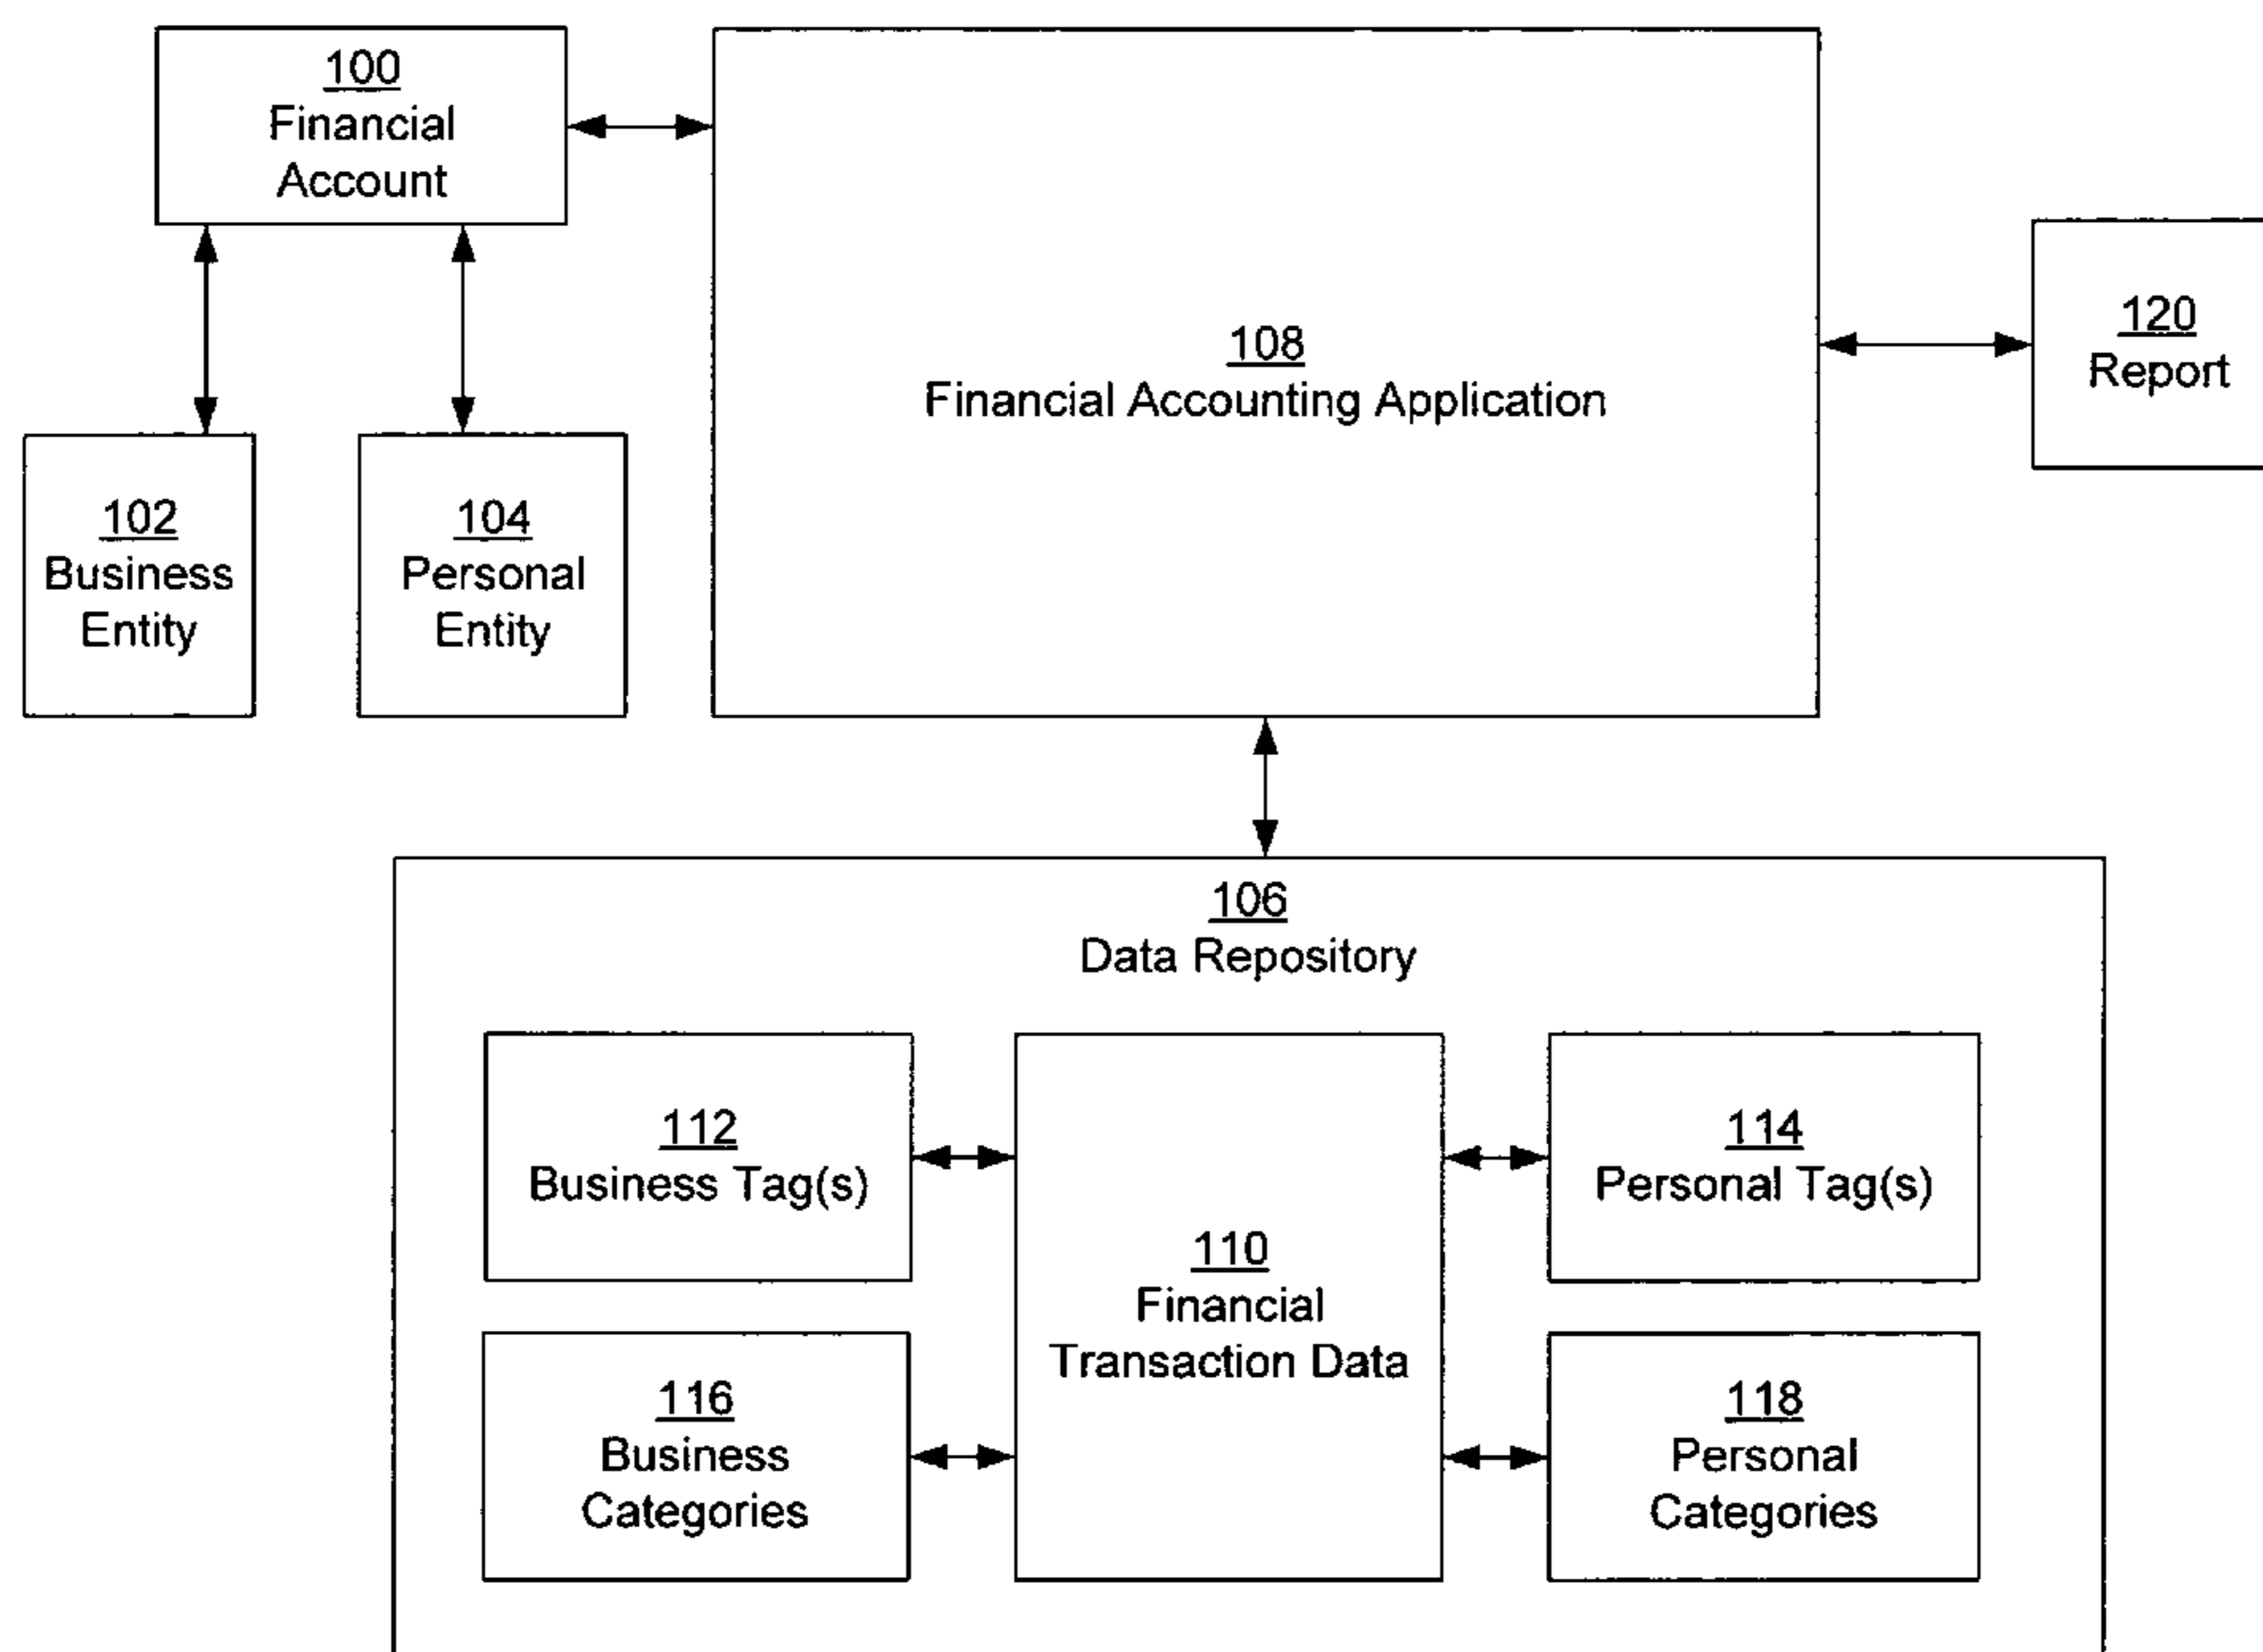 100
Financial
Account
108
Financial Accounting Application
120
Report
102
Business
Entity
104
Personal
Entity
106
Data Repository
112
Business Tag(s)
110
Financial
Transaction Data
114
Personal Tag(s)
116
Business
Categories
118
Personal
Categories